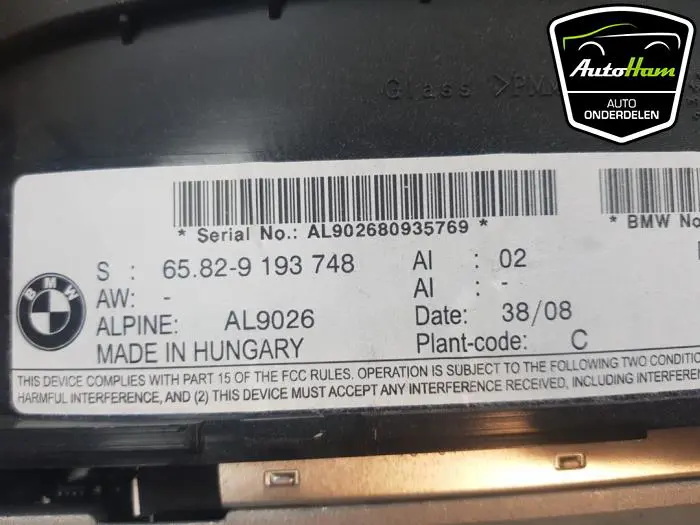 AutoHam
AUTO
ONDERDELEN
Glass
* Serial No.: AL902680935769 *
* BMW No
BMW
S : 65.82-9 193 748 AI : 02
AW: - AI : -
ALPINE: AL9026 Date: 38/08
MADE IN HUNGARY Plant-code: C
THIS DEVICE COMPLIES WITH PART 15 OF THE FCC RULES. OPERATION IS SUBJECT TO THE FOLLOWING TWO CONDITIO
HARMFUL INTERFERENCE, AND (2) THIS DEVICE MUST ACCEPT ANY INTERFERENCE RECEIVED, INCLUDING INTERFEREN